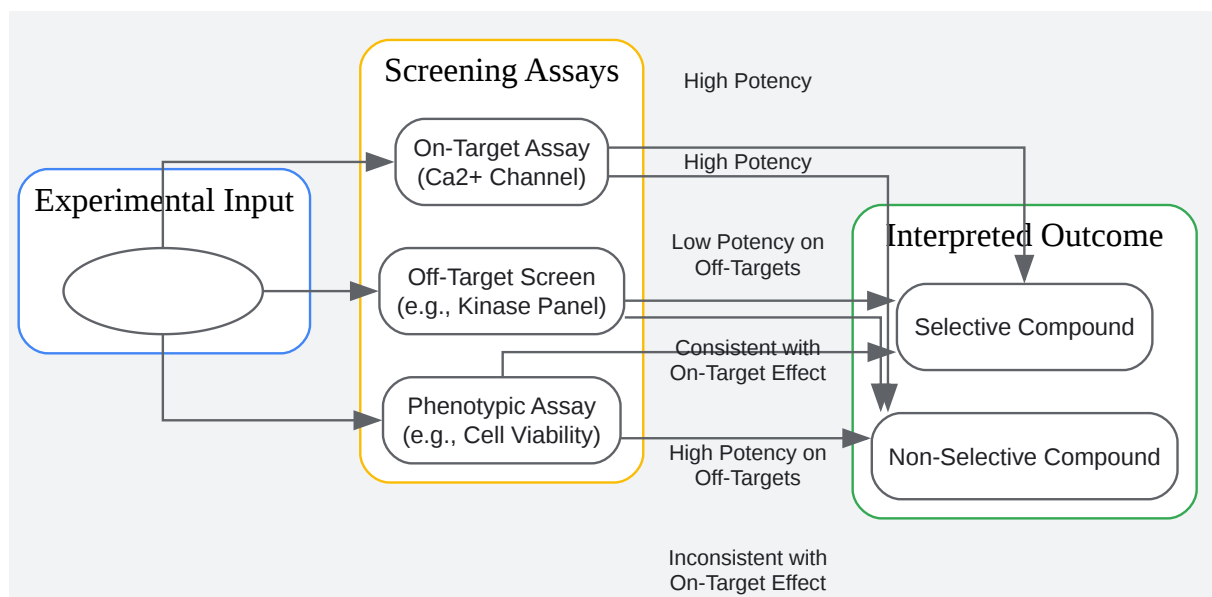 Screening Assays
High Potency
On-Target Assay
(Ca2+ Channel)
High Potency
Experimental Input
Low Potency on
Off-Targets
Interpreted Outcome
Off-Target Screen
(e.g., Kinase Panel)
Selective Compound
Consistent with
On-Target Effect
Phenotypic Assay
(e.g., Cell Viability)
High Potency on
Off-Targets
Non-Selective Compound
Inconsistent with
On-Target Effect